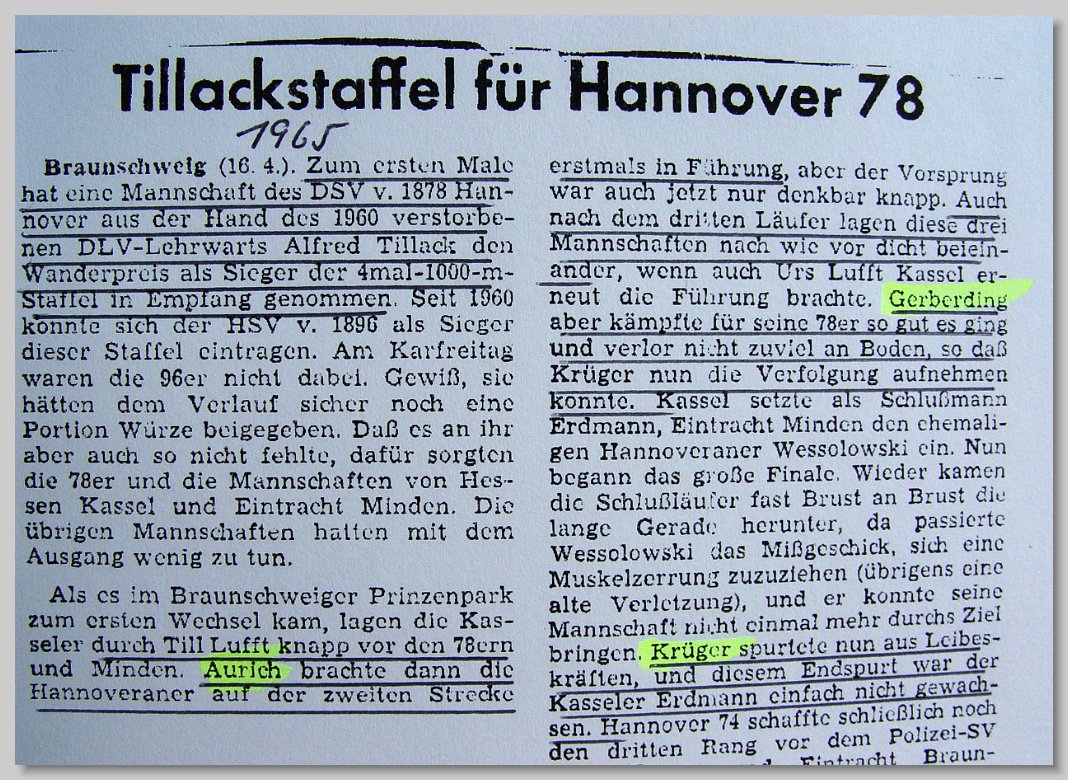 Tillackstaffel für Hannover 78
1965
Braunschweig (16. 4.). Zum ersten Male
hat eine Mannschaft des DSV v. 1878 Han-
nover aus der Hand des 1960 verstorbe-
nen DLV-Lehrwarts Alfred Tillack den
Wanderpreis als Sieger der 4mal-1000-m-
Staffel in Empfang genommen. Seit 1960
konnte sich der HSV v. 1896 als Sieger
dieser Staffel eintragen. Am Karfreitag
waren die 96er nicht dabei. Gewiß, sie
hätten dem Verlauf sicher noch eine
Portion Würze beigegeben. Daß es an ihr
aber auch so nicht fehlte, dafür sorgten
die 78er und die Mannschaften von Hes-
sen Kassel und Eintracht Minden. Die
übrigen Mannschaften hatten mit dem
Ausgang wenig zu tun.
Als es im Braunschweiger Prinzenpark
zum ersten Wechsel kam, lagen die Kas-
seler durch Till Lufft knapp vor den 78ern
und Minden. Aurich brachte dann die
Hannoveraner auf der zweiten Strecke
erstmals in Führung, aber der Vorsprung
war auch jetzt nur denkbar knapp. Auch
nach dem dritten Läufer lagen diese drei
Mannschaften nach wie vor dicht beiein-
ander, wenn auch Urs Lufft Kassel er-
neut die Führung brachte. Gerberding
aber kämpfte für seine 78er so gut es ging
und verlor nicht zuviel an Boden, so daß
Krüger nun die Verfolgung aufnehmen
konnte. Kassel setzte als Schlußmann
Erdmann, Eintracht Minden den ehemali-
gen Hannoveraner Wessolowski ein. Nun
begann das große Finale. Wieder kamen
die Schlußläufer fast Brust an Brust die
lange Gerade herunter, da passierte
Wessolowski das Mißgeschick, sich eine
Muskelzerrung zuzuziehen (übrigens eine
alte Verletzung), und er konnte seine
Mannschaft nicht einmal mehr durchs Ziel
bringen. Krüger spurtete nun aus Leibes-
kräften, und diesem Endspurt war der
Kasseler Erdmann einfach nicht gewach-
sen. Hannover 74 schaffte schließlich noch
den dritten Rang vor dem Polizei-SV
Eintracht Braun-